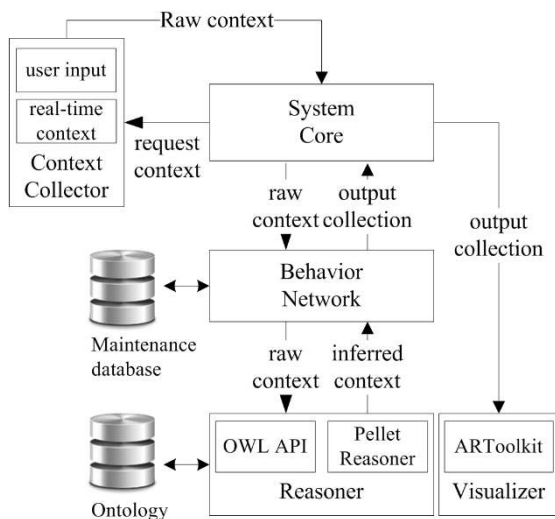 Raw context
user input
real-time
context
Context
Collector
request
context
System
Core
raw
context
output
collection
output
collection
Behavior
Network
Maintenance
database
raw
context
inferred
context
OWL API
Pellet
Reasoner
Reasoner
ARToolkit
Visualizer
Ontology